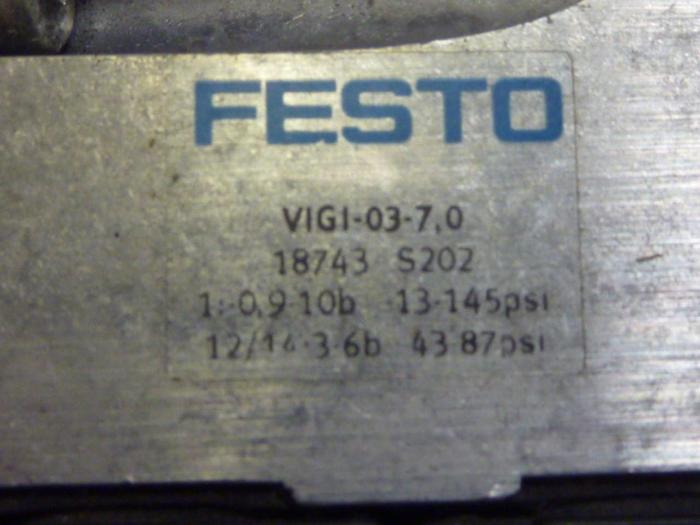 FESTO
VIGI-03-7,0
18743 S202
1:-0,9-10b -13-145psi
12/14:3-6b 43-87psi